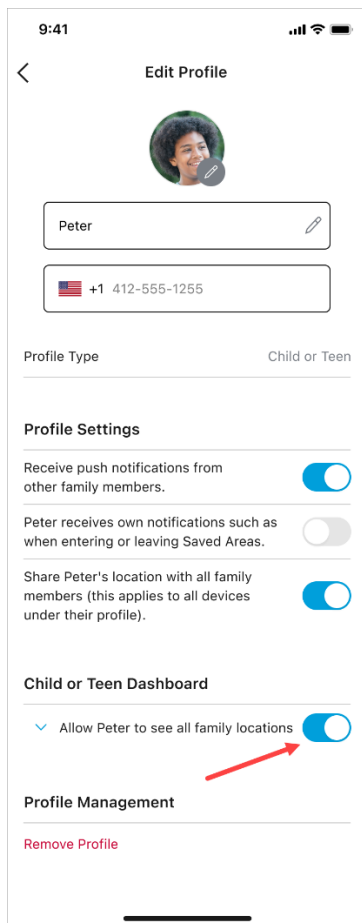 9:41
Edit Profile
Peter
+1 412-555-1255
Profile Type Child or Teen
Profile Settings
Receive push notifications from
other family members.
Peter receives own notifications such as
when entering or leaving Saved Areas.
Share Peter's location with all family
members (this applies to all devices
under their profile).
Child or Teen Dashboard
Allow Peter to see all family locations
Profile Management
Remove Profile